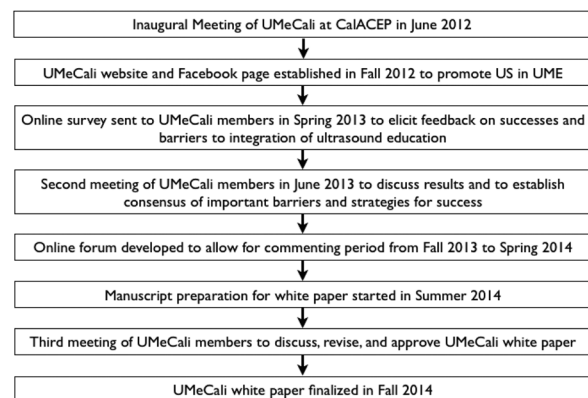 Inaugural Meeting of UMeCali at CalACEP in June 2012
UMeCali website and Facebook page established in Fall 2012 to promote US in UME
Online survey sent to UMeCali members in Spring 2013 to elicit feedback on successes and
barriers to integration of ultrasound education
Second meeting of UMeCali members in June 2013 to discuss results and to establish
consensus of important barriers and strategies for success
Online forum developed to allow for commenting period from Fall 2013 to Spring 2014
Manuscript preparation for white paper started in Summer 2014
Third meeting of UMeCali members to discuss, revise, and approve UMeCali white paper
UMeCali white paper finalized in Fall 2014